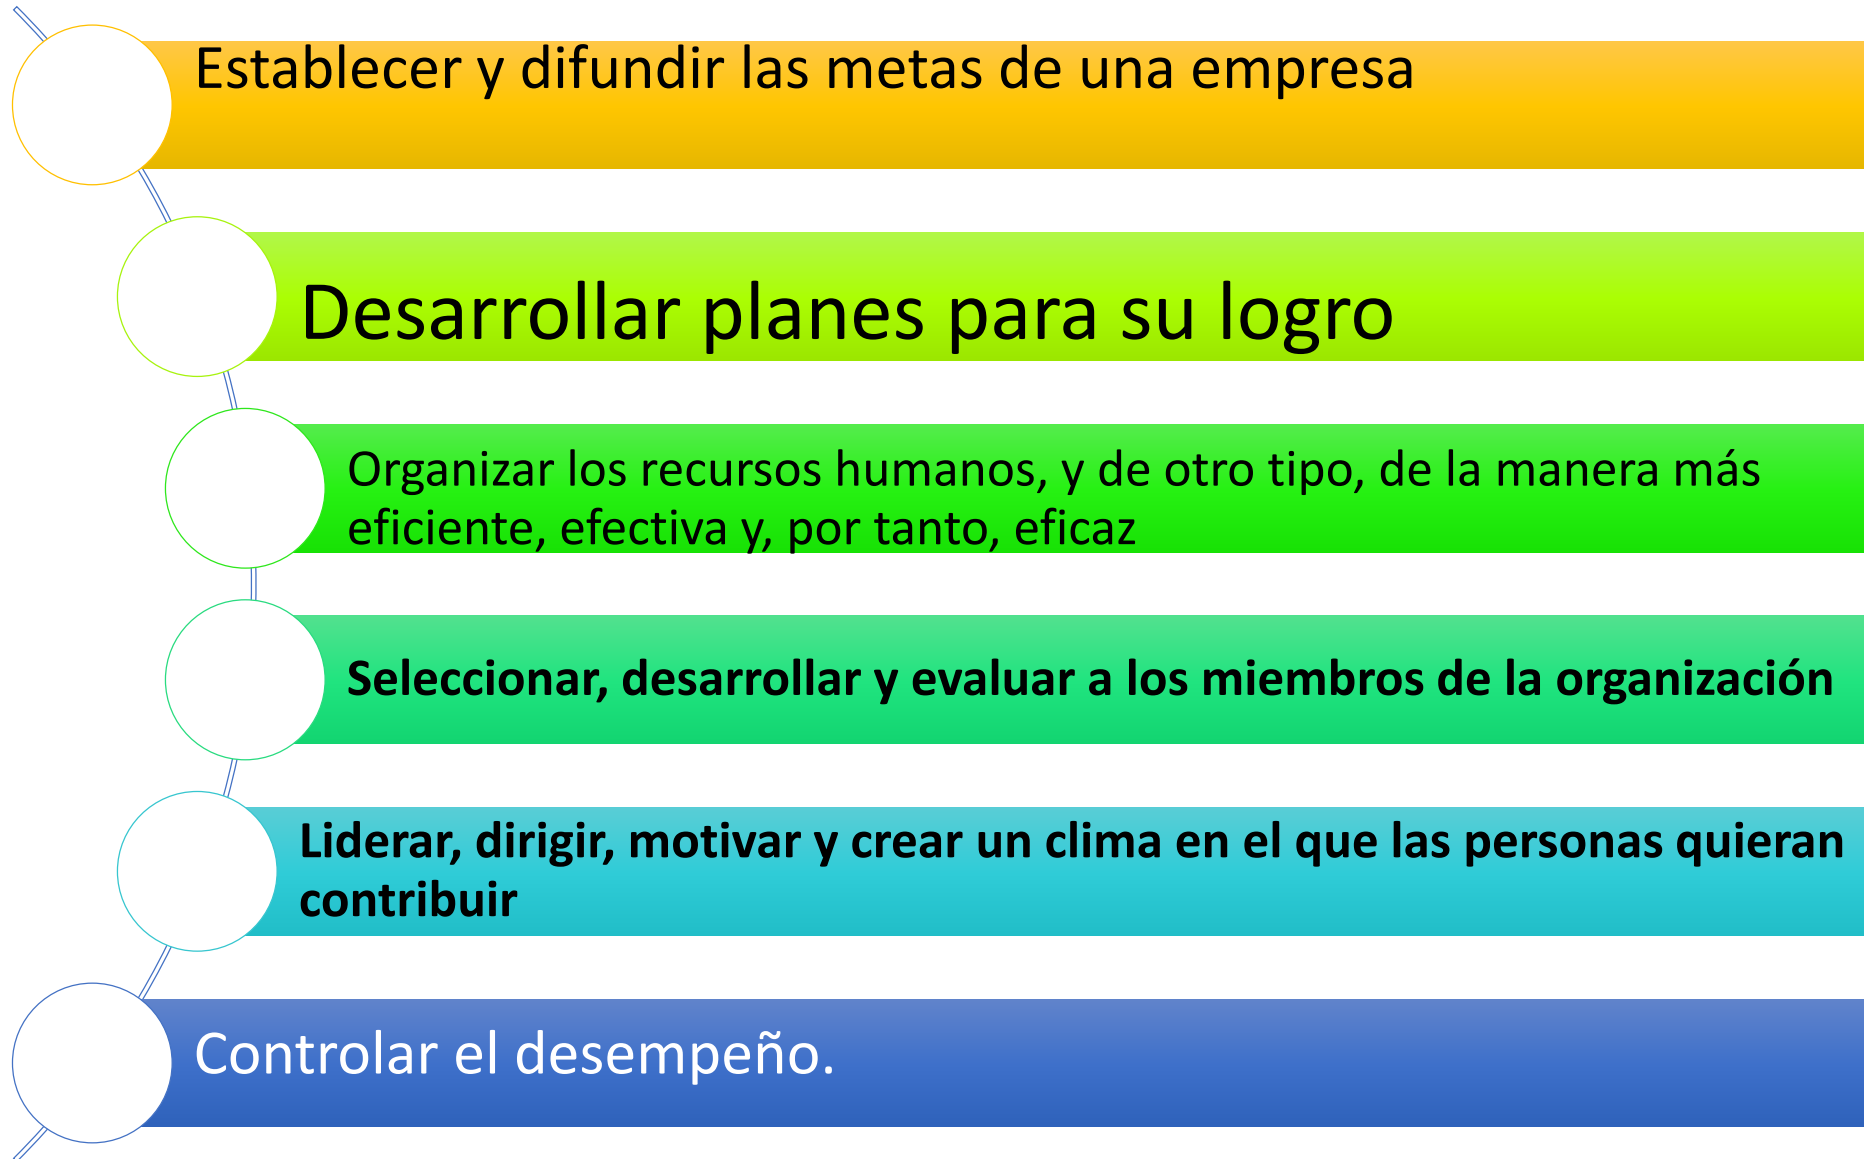 Establecer y difundir las metas de una empresa
Desarrollar planes para su logro
Organizar los recursos humanos, y de otro tipo, de la manera más
eficiente, efectiva y, por tanto, eficaz
Seleccionar, desarrollar y evaluar a los miembros de la organización
Liderar, dirigir, motivar y crear un clima en el que las personas quieran
contribuir
Controlar el desempeño.